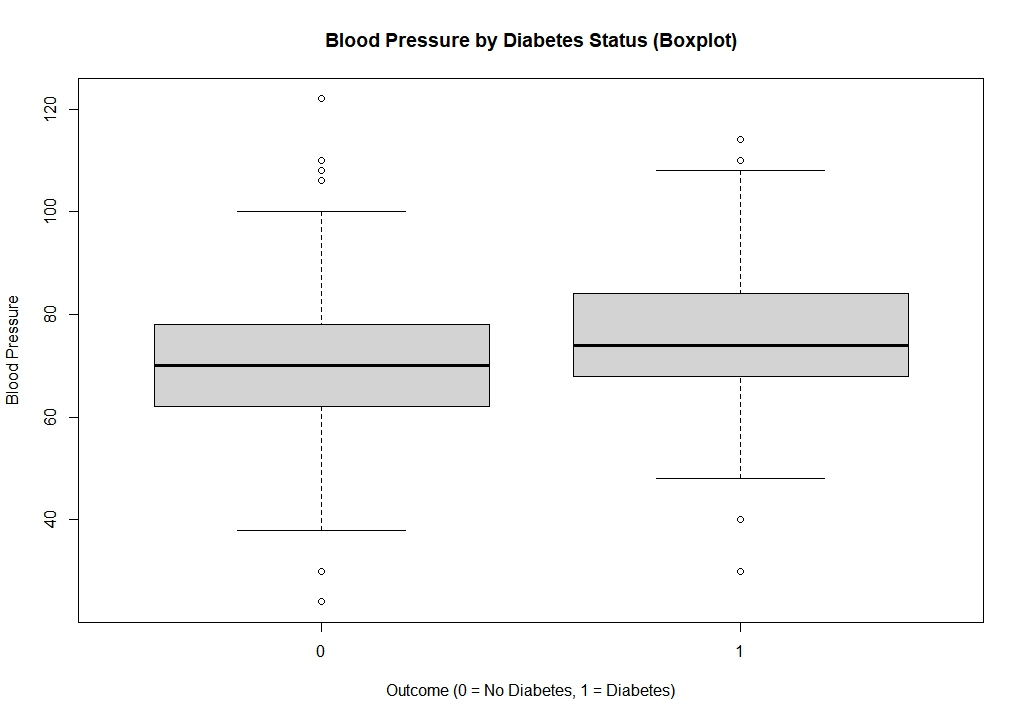 Blood Pressure by Diabetes Status (Boxplot)
Blood Pressure
120
100
80
60
40
0
1
Outcome (0 = No Diabetes, 1 = Diabetes)